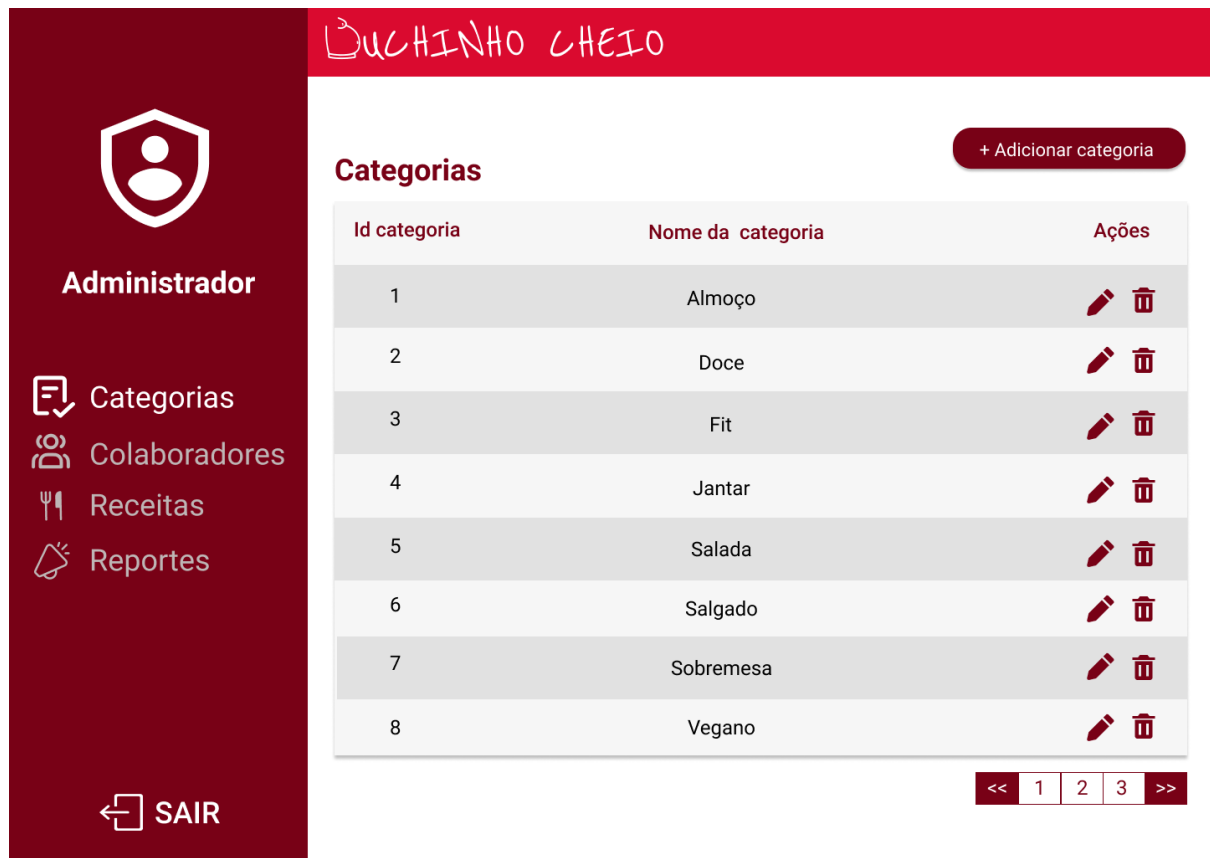 BUCHINHO CHEIO
Administrador
Categorias
Colaboradores
Receitas
Reportes
SAIR
Categorias
+ Adicionar categoria
Id categoria Nome da categoria Ações
1 Almoço
2 Doce
3 Fit
4 Jantar
5 Salada
6 Salgado
7 Sobremesa
8 Vegano
<< 1 2 3 >>